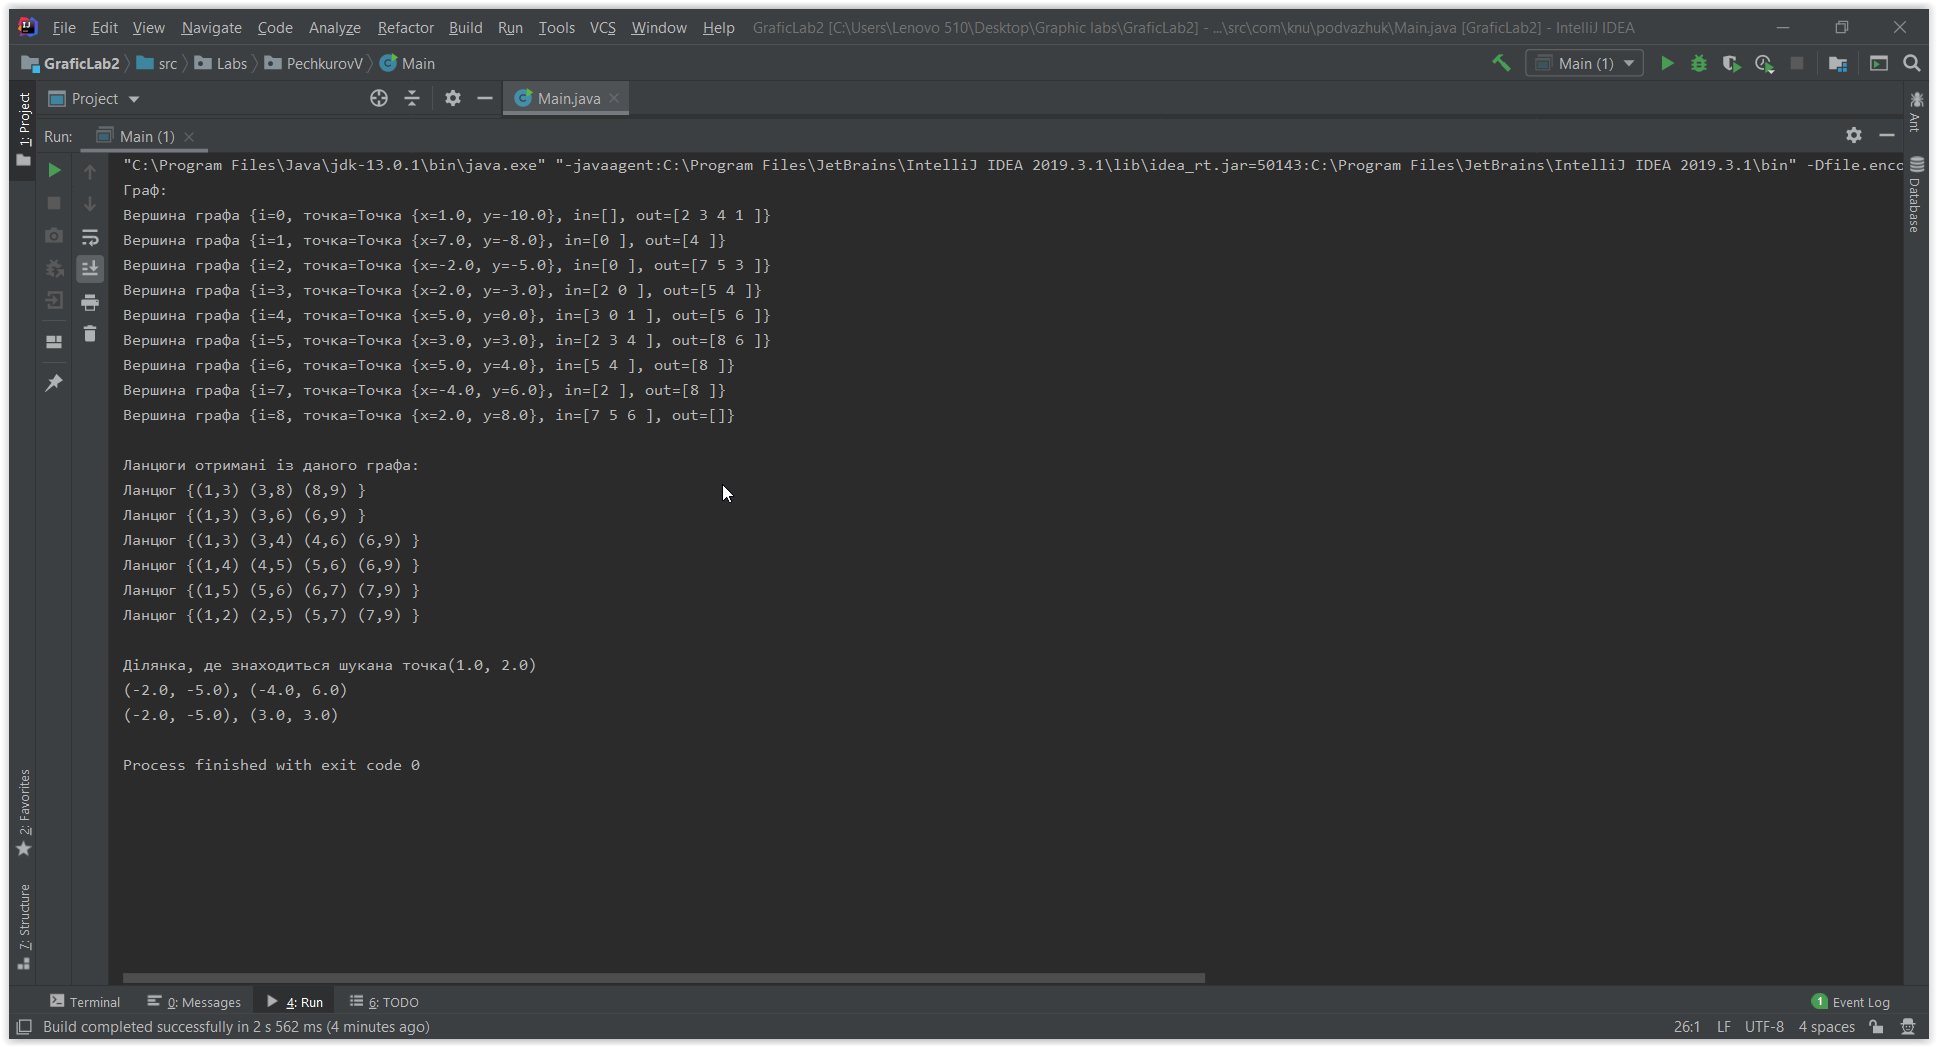 File Edit View Navigate Code Analyze Refactor Build Run Tools VCS Window Help GraficLab2 [C:\Users\Lenovo 510\Desktop\Graphic labs\GraficLab2] - ...\src\com\knu\podvazhuk\Main.java [GraficLab2] - IntelliJ IDEA
GraficLab2 src Labs PechkurovV Main Main (1)
1: Project Project Main.java
Ant
Run: Main (1)
"C:\Program Files\Java\jdk-13.0.1\bin\java.exe" "-javaagent:C:\Program Files\JetBrains\IntelliJ IDEA 2019.3.1\lib\idea_rt.jar=50143:C:\Program Files\JetBrains\IntelliJ IDEA 2019.3.1\bin" -Dfile.enco
Граф:
Вершина графа {i=0, точка=Точка {x=1.0, y=-10.0}, in=[], out=[2 3 4 1 ]}
Вершина графа {i=1, точка=Точка {x=7.0, y=-8.0}, in=[0 ], out=[4 ]}
Вершина графа {i=2, точка=Точка {x=-2.0, y=-5.0}, in=[0 ], out=[7 5 3 ]}
Вершина графа {i=3, точка=Точка {x=2.0, y=-3.0}, in=[2 0 ], out=[5 4 ]}
Вершина графа {i=4, точка=Точка {x=5.0, y=0.0}, in=[3 0 1 ], out=[5 6 ]}
Вершина графа {i=5, точка=Точка {x=3.0, y=3.0}, in=[2 3 4 ], out=[8 6 ]}
Вершина графа {i=6, точка=Точка {x=5.0, y=4.0}, in=[5 4 ], out=[8 ]}
Вершина графа {i=7, точка=Точка {x=-4.0, y=6.0}, in=[2 ], out=[8 ]}
Вершина графа {i=8, точка=Точка {x=2.0, y=8.0}, in=[7 5 6 ], out=[]}
Database
Ланцюги отримані із даного графа:
Ланцюг {(1,3) (3,8) (8,9) }
Ланцюг {(1,3) (3,6) (6,9) }
Ланцюг {(1,3) (3,4) (4,6) (6,9) }
Ланцюг {(1,4) (4,5) (5,6) (6,9) }
Ланцюг {(1,5) (5,6) (6,7) (7,9) }
Ланцюг {(1,2) (2,5) (5,7) (7,9) }
Ділянка, де знаходиться шукана точка(1.0, 2.0)
(-2.0, -5.0), (-4.0, 6.0)
(-2.0, -5.0), (3.0, 3.0)
Process finished with exit code 0
2: Favorites
7: Structure
Terminal 0: Messages 4: Run 6: TODO 1 Event Log
Build completed successfully in 2 s 562 ms (4 minutes ago) 26:1 LF UTF-8 4 spaces